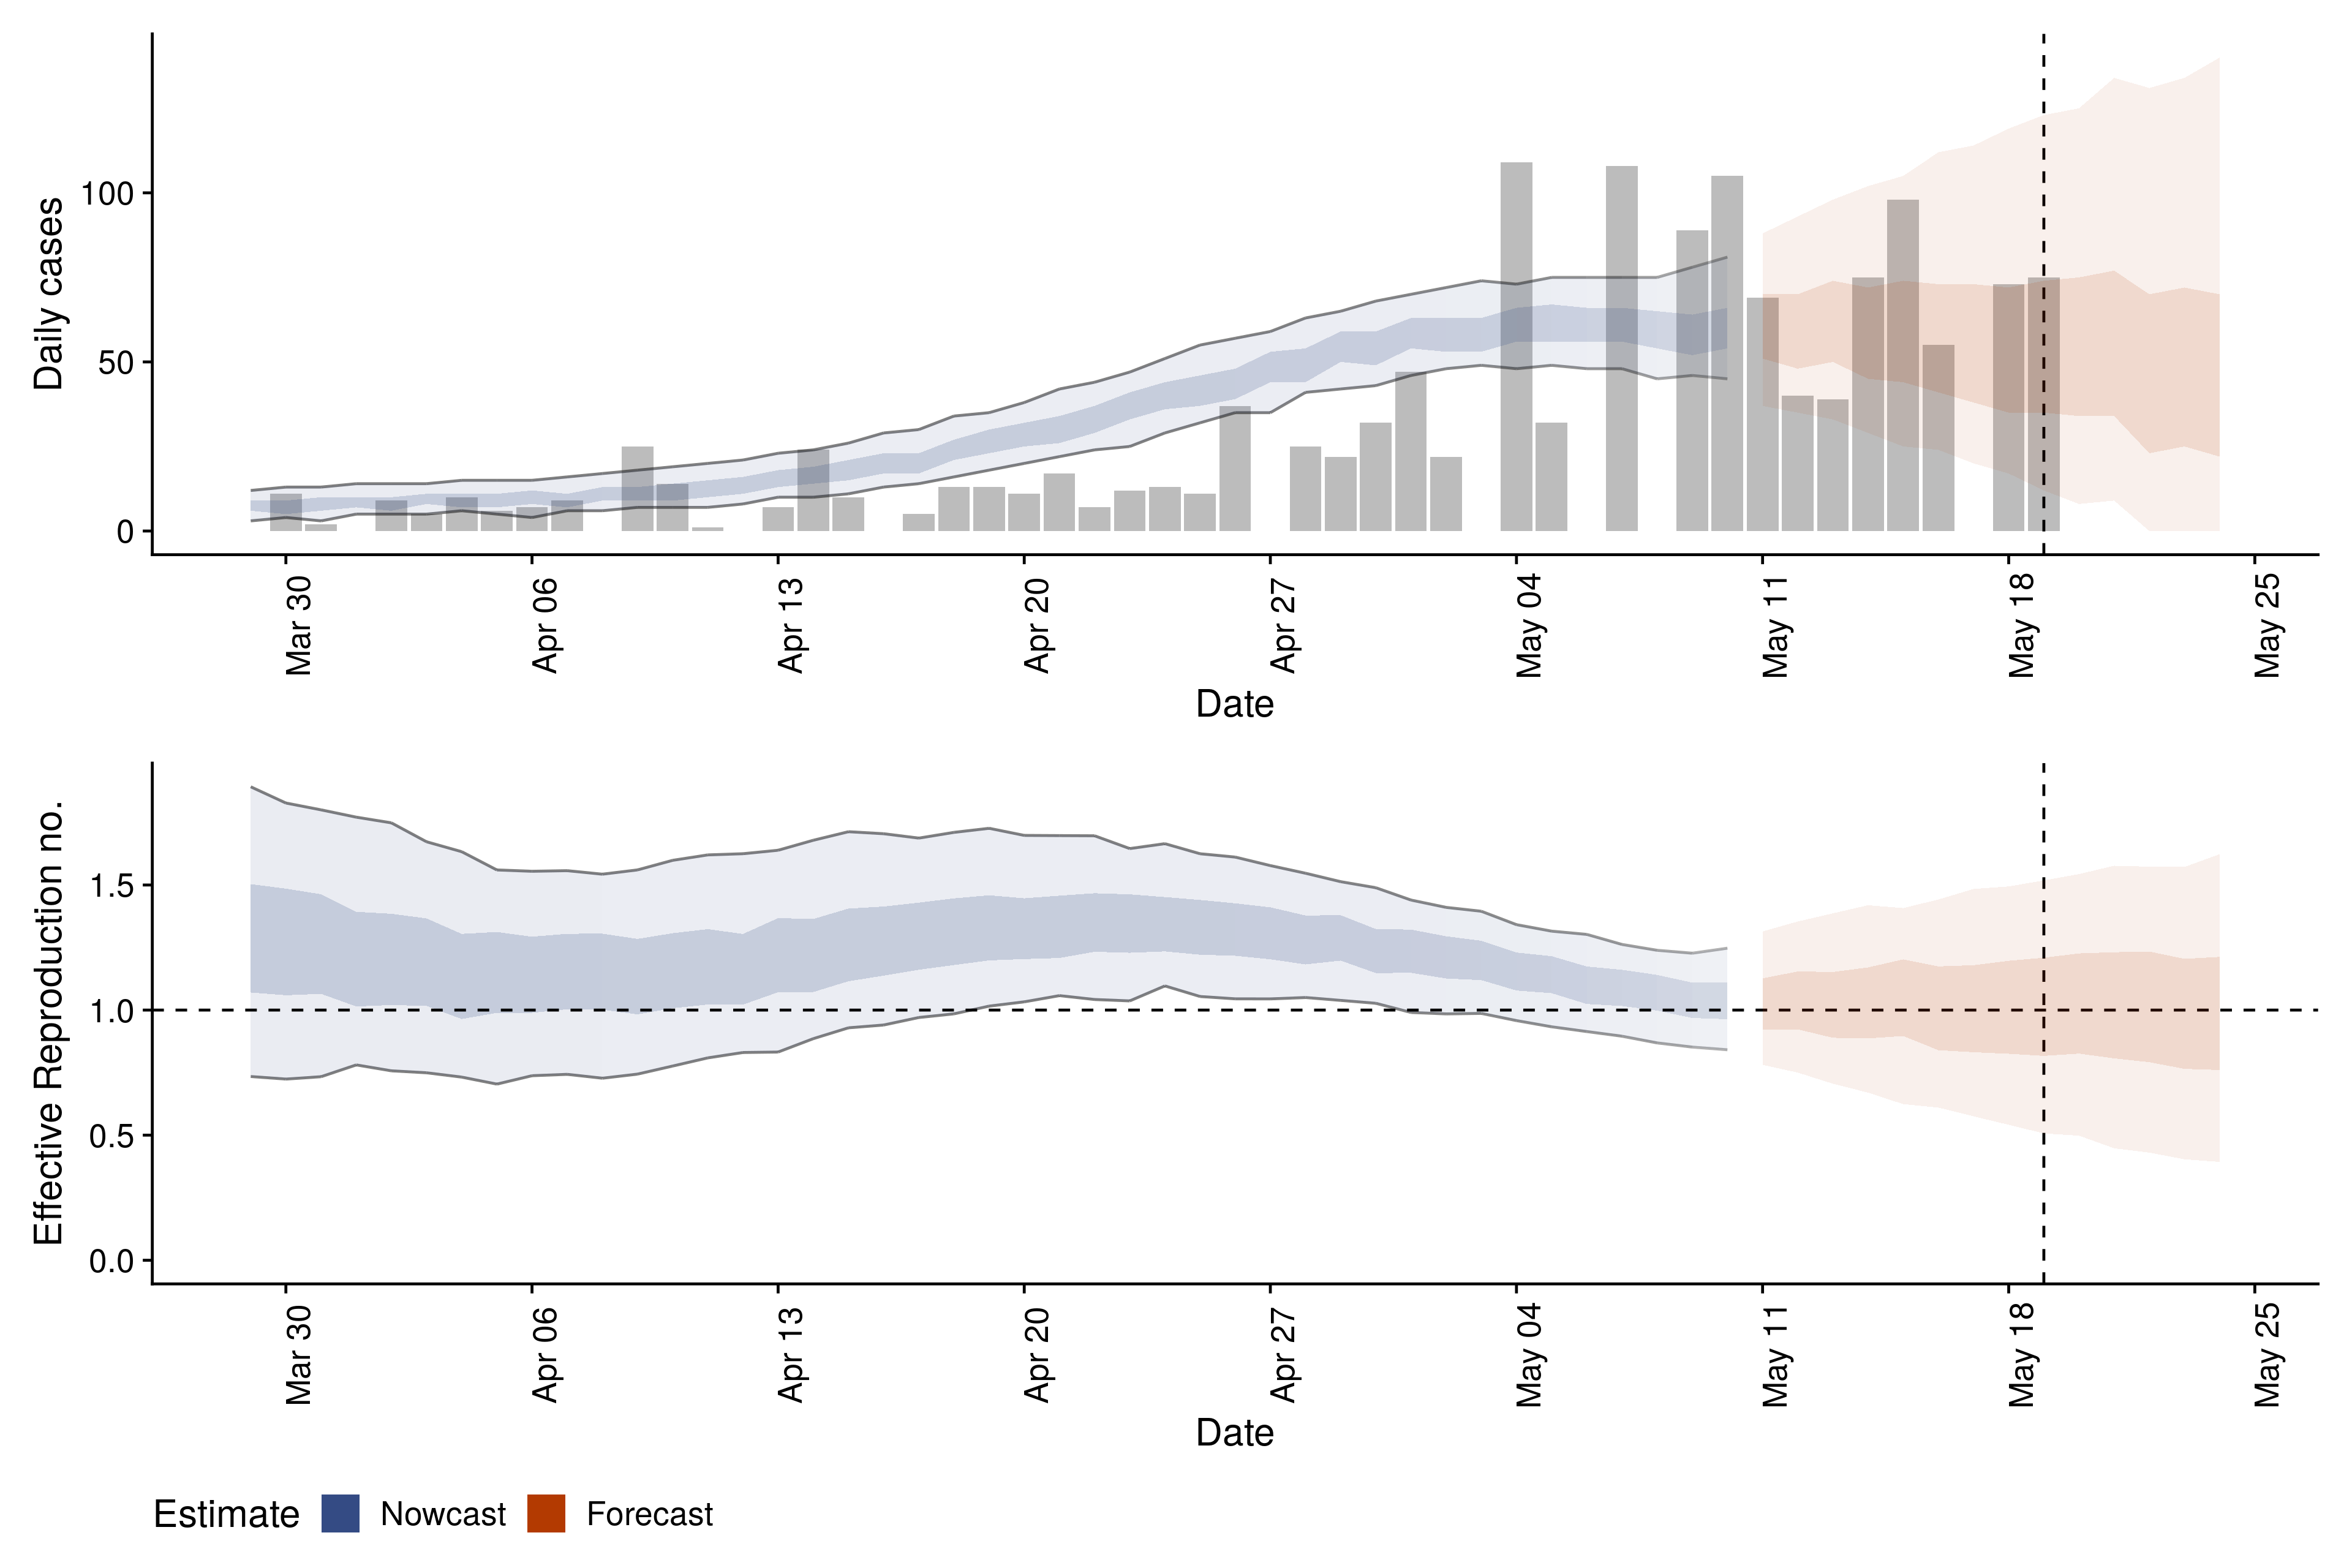 Daily cases
100
50
0
Mar 30
Apr 06
Apr 13
Apr 20
Apr 27
May 04
May 11
May 18
May 25
Date
Effective Reproduction no.
1.5
1.0
0.5
0.0
Mar 30
Apr 06
Apr 13
Apr 20
Apr 27
May 04
May 11
May 18
May 25
Date
Estimate Nowcast Forecast